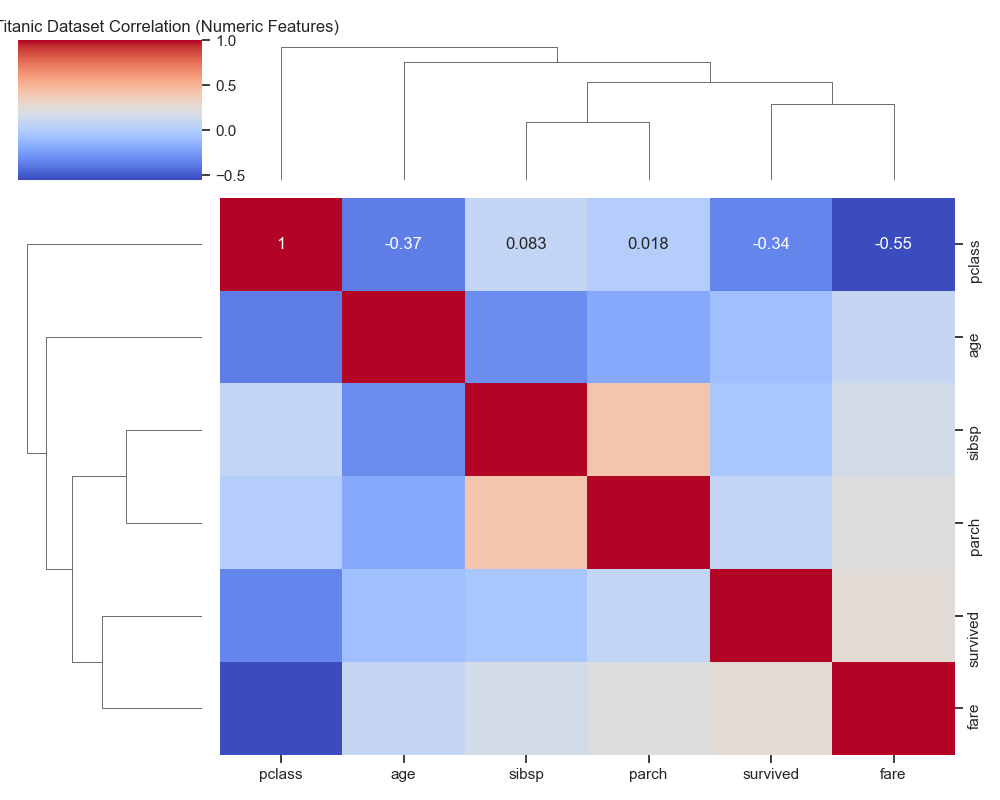 Titanic Dataset Correlation (Numeric Features)
1.0
0.5
0.0
−0.5
1 -0.37 0.083 0.018 -0.34 -0.55
pclass
age
sibsp
parch
survived
fare
pclass age sibsp parch survived fare